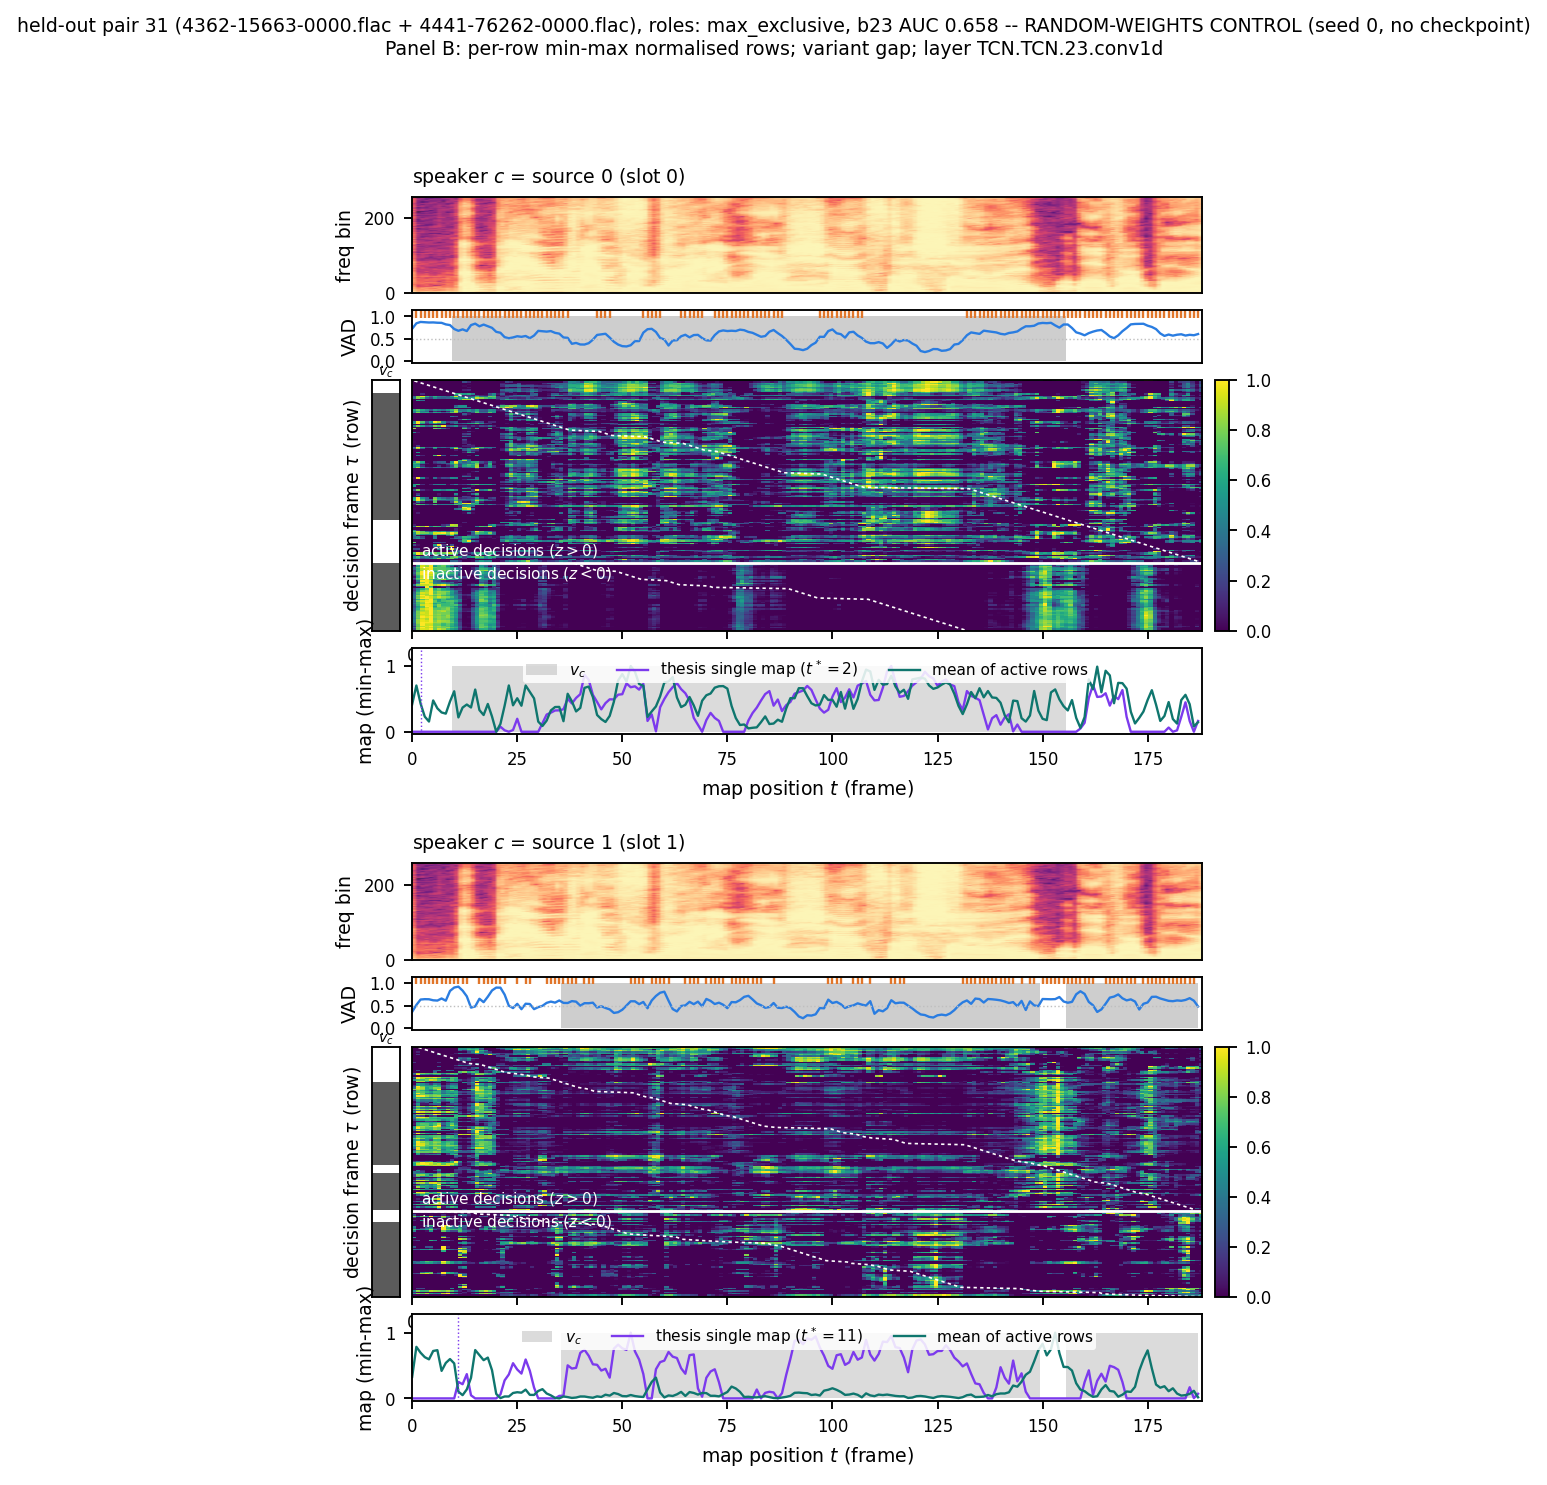 held-out pair 31 (4362-15663-0000.flac + 4441-76262-0000.flac), roles: max_exclusive, b23 AUC 0.658 -- RANDOM-WEIGHTS CONTROL (seed 0, no checkpoint)
Panel B: per-row min-max normalised rows; variant gap; layer TCN.TCN.23.conv1d
speaker c = source 0 (slot 0)
freq bin
200
0
VAD
1.0
0.5
0.0
v_c
decision frame τ (row)
active decisions (z > 0)
inactive decisions (z < 0)
1.0
0.8
0.6
0.4
0.2
0.0
map (min-max)
1
0
v_c
thesis single map (t* = 2)
mean of active rows
0 25 50 75 100 125 150 175
map position t (frame)
speaker c = source 1 (slot 1)
freq bin
200
0
VAD
1.0
0.5
0.0
v_c
decision frame τ (row)
active decisions (z > 0)
inactive decisions (z < 0)
1.0
0.8
0.6
0.4
0.2
0.0
map (min-max)
1
0
v_c
thesis single map (t* = 11)
mean of active rows
0 25 50 75 100 125 150 175
map position t (frame)